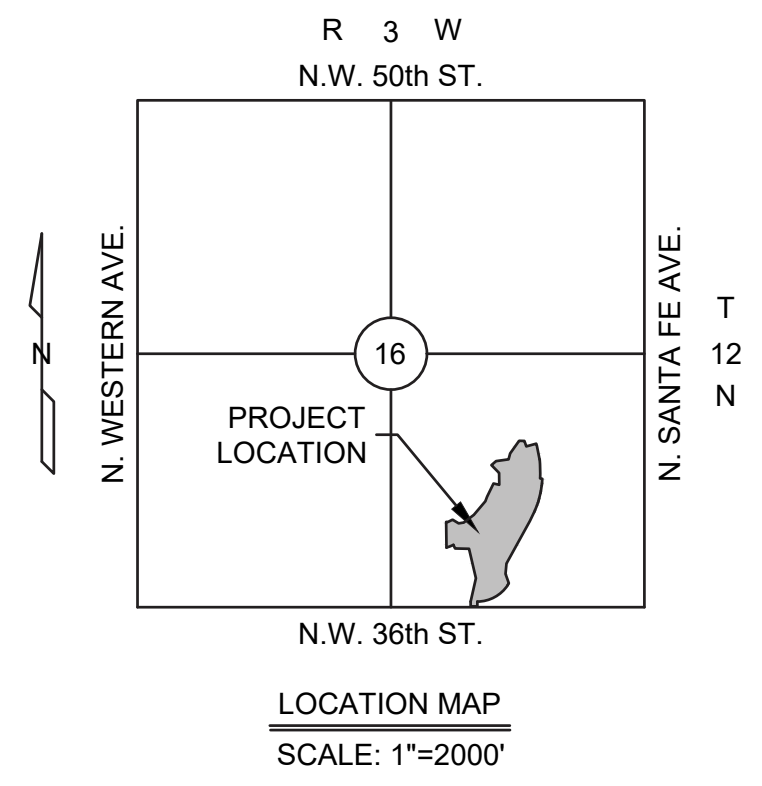 R 3 W
N.W. 50th ST.
N. WESTERN AVE.
N. SANTA FE AVE.
T
12
N
N
16
PROJECT
LOCATION
N.W. 36th ST.
LOCATION MAP
SCALE: 1"=2000'